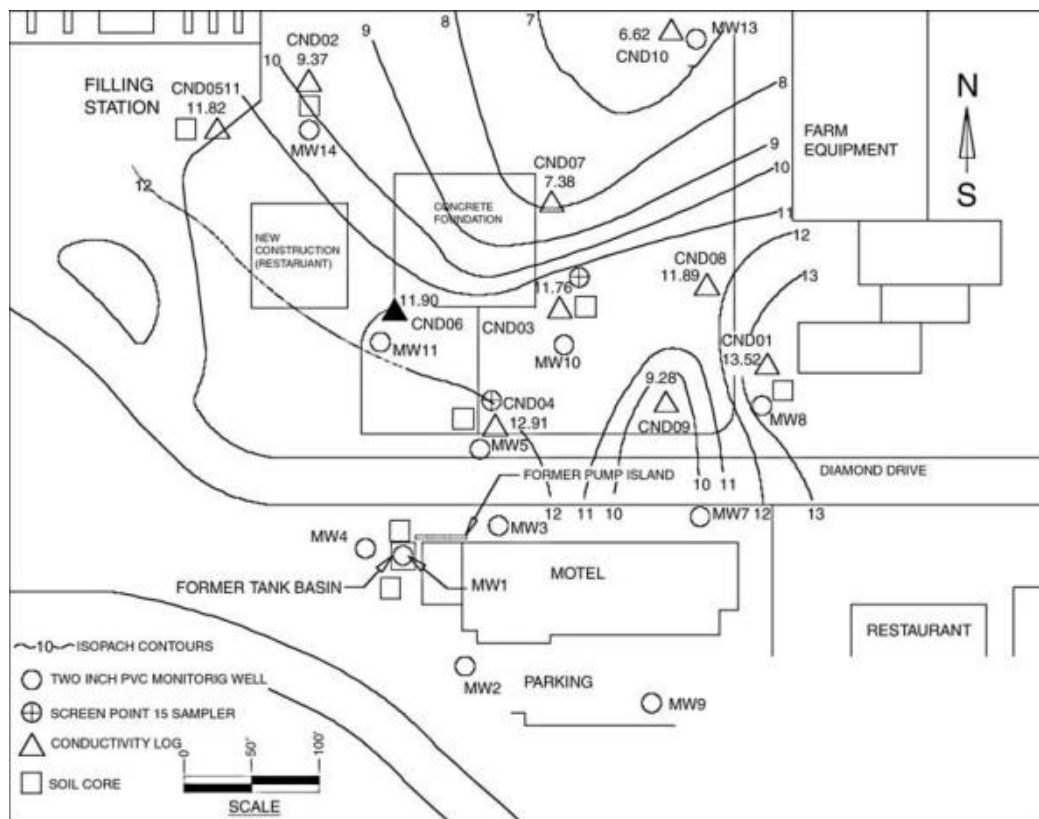 7
8
9
10
6.62
MW13
CND10
CND02
9.37
FILLING
STATION
CND0511
11.82
MW14
8
N
S
FARM
EQUIPMENT
9
10
11
12
13
CND07
7.38
12
CONCRETE
FOUNDATION
NEW
CONSTRUCTION
(RESTARUANT)
CND08
11.89
11.76
11.90
CND06
CND03
MW11
MW10
CND01
13.52
9.28
CND09
MW8
CND04
12.91
MW5
FORMER PUMP ISLAND
DIAMOND DRIVE
12
11
10
10
11
12
13
MW4
MW3
MW7
FORMER TANK BASIN
MW1
MOTEL
RESTAURANT
MW2
PARKING
MW9
10 ISOPACH CONTOURS
TWO INCH PVC MONITORIG WELL
SCREEN POINT 15 SAMPLER
CONDUCTIVITY LOG
SOIL CORE
0 50' 100'
SCALE